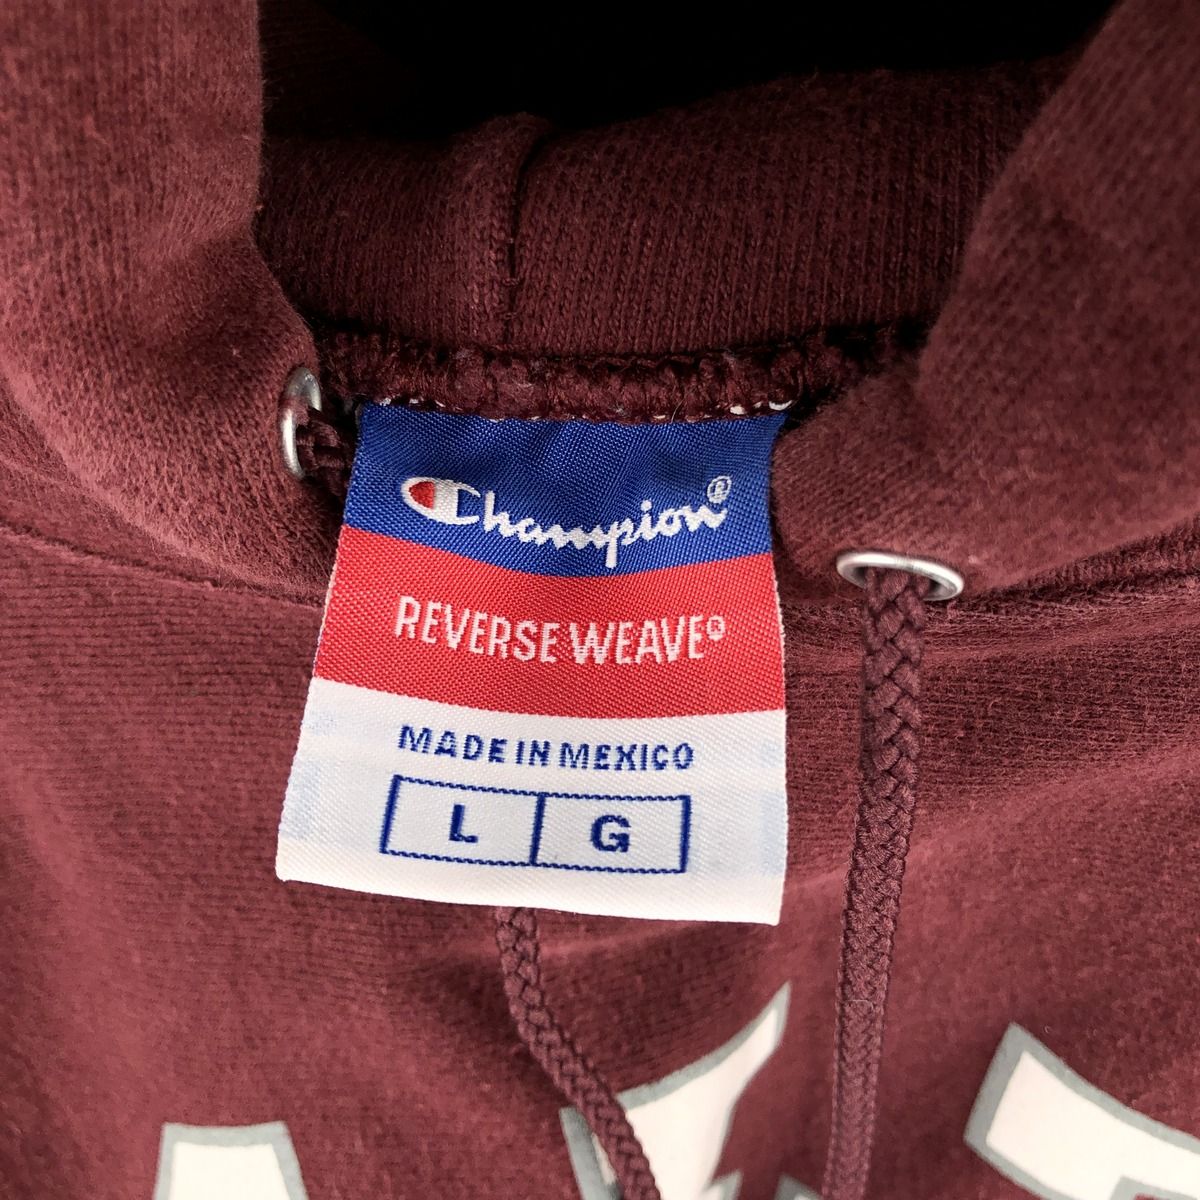 Champion®
REVERSE WEAVE®
MADE IN MEXICO
L G